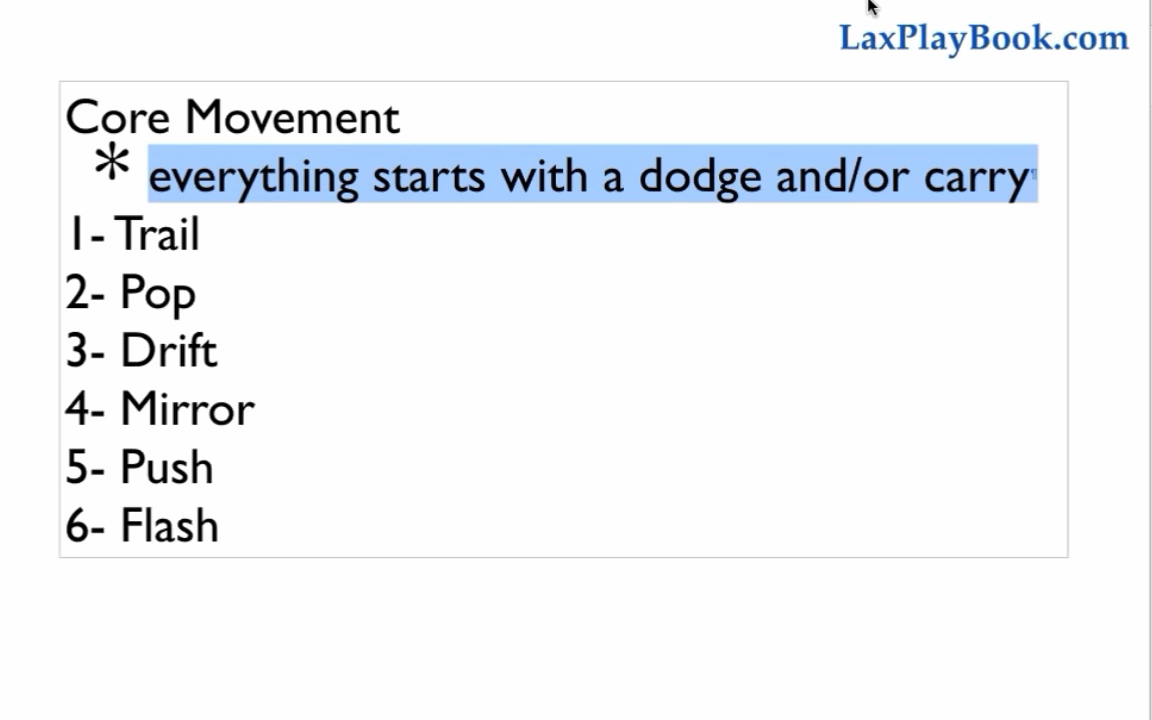 LaxPlayBook.com
Core Movement
* everything starts with a dodge and/or carry
1- Trail
2- Pop
3- Drift
4- Mirror
5- Push
6- Flash